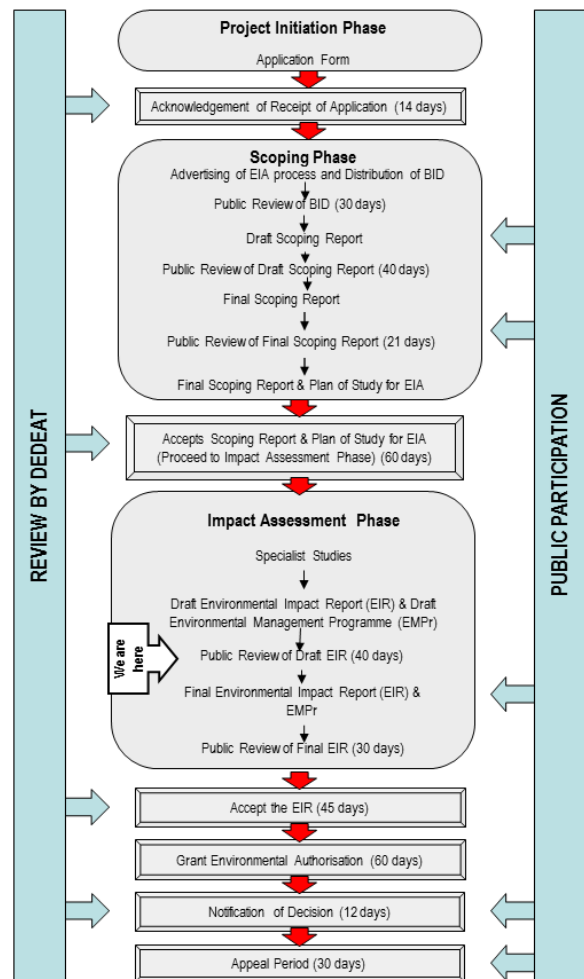 Project Initiation Phase
Application Form
Acknowledgement of Receipt of Application (14 days)
Scoping Phase
Advertising of EIA process and Distribution of BID
Public Review of BID (30 days)
Draft Scoping Report
Public Review of Draft Scoping Report (40 days)
Final Scoping Report
Public Review of Final Scoping Report (21 days)
Final Scoping Report & Plan of Study for EIA
Accepts Scoping Report & Plan of Study for EIA
(Proceed to Impact Assessment Phase) (60 days)
Impact Assessment Phase
Specialist Studies
Draft Environmental Impact Report (EIR) & Draft
Environmental Management Programme (EMPr)
We are
here
Public Review of Draft EIR (40 days)
Final Environmental Impact Report (EIR) &
EMPr
Public Review of Final EIR (30 days)
Accept the EIR (45 days)
Grant Environmental Authorisation (60 days)
Notification of Decision (12 days)
Appeal Period (30 days)
REVIEW BY DEDEAT
PUBLIC PARTICIPATION